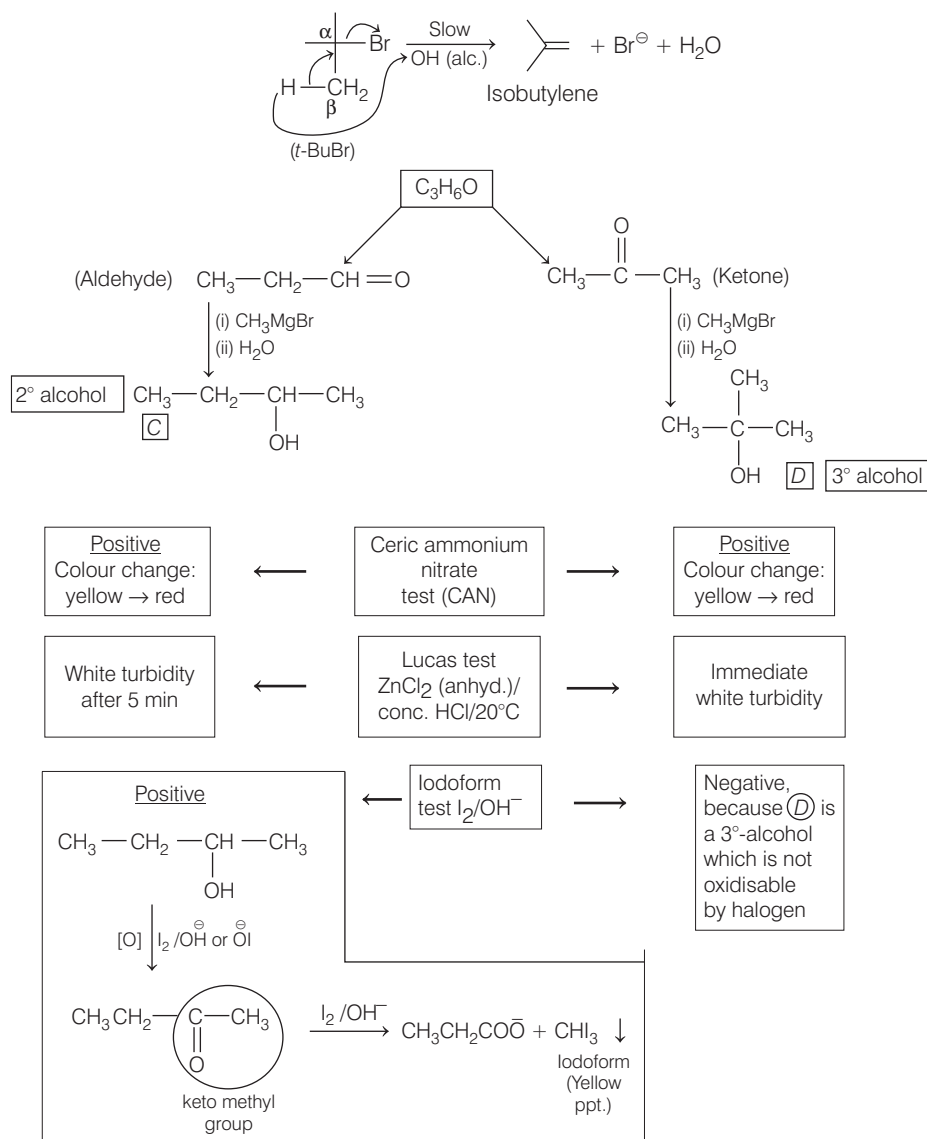 α
Br
Slow
OH (alc.)
+ Br⊖ + H2O
H—CH2
β
Isobutylene
(t-BuBr)
C3H6O
(Aldehyde) CH3—CH2—CH=O
O
CH3—C—CH3 (Ketone)
(i) CH3MgBr
(ii) H2O
(i) CH3MgBr
(ii) H2O
2° alcohol CH3—CH2—CH—CH3
C
OH
CH3
CH3—C—CH3
OH D 3° alcohol
Positive
Colour change:
yellow → red
Ceric ammonium
nitrate
test (CAN)
Positive
Colour change:
yellow → red
White turbidity
after 5 min
Lucas test
ZnCl2 (anhyd.)/
conc. HCl/20°C
Immediate
white turbidity
Positive
Iodoform
test I2/OH−
Negative,
because D is
a 3°-alcohol
which is not
oxidisable
by halogen
CH3—CH2—CH—CH3
OH
[O] I2/OH⊖ or OI⊖
CH3CH2—C—CH3
O
keto methyl
group
I2/OH−
CH3CH2COO− + CHI3 ↓
Iodoform
(Yellow
ppt.)